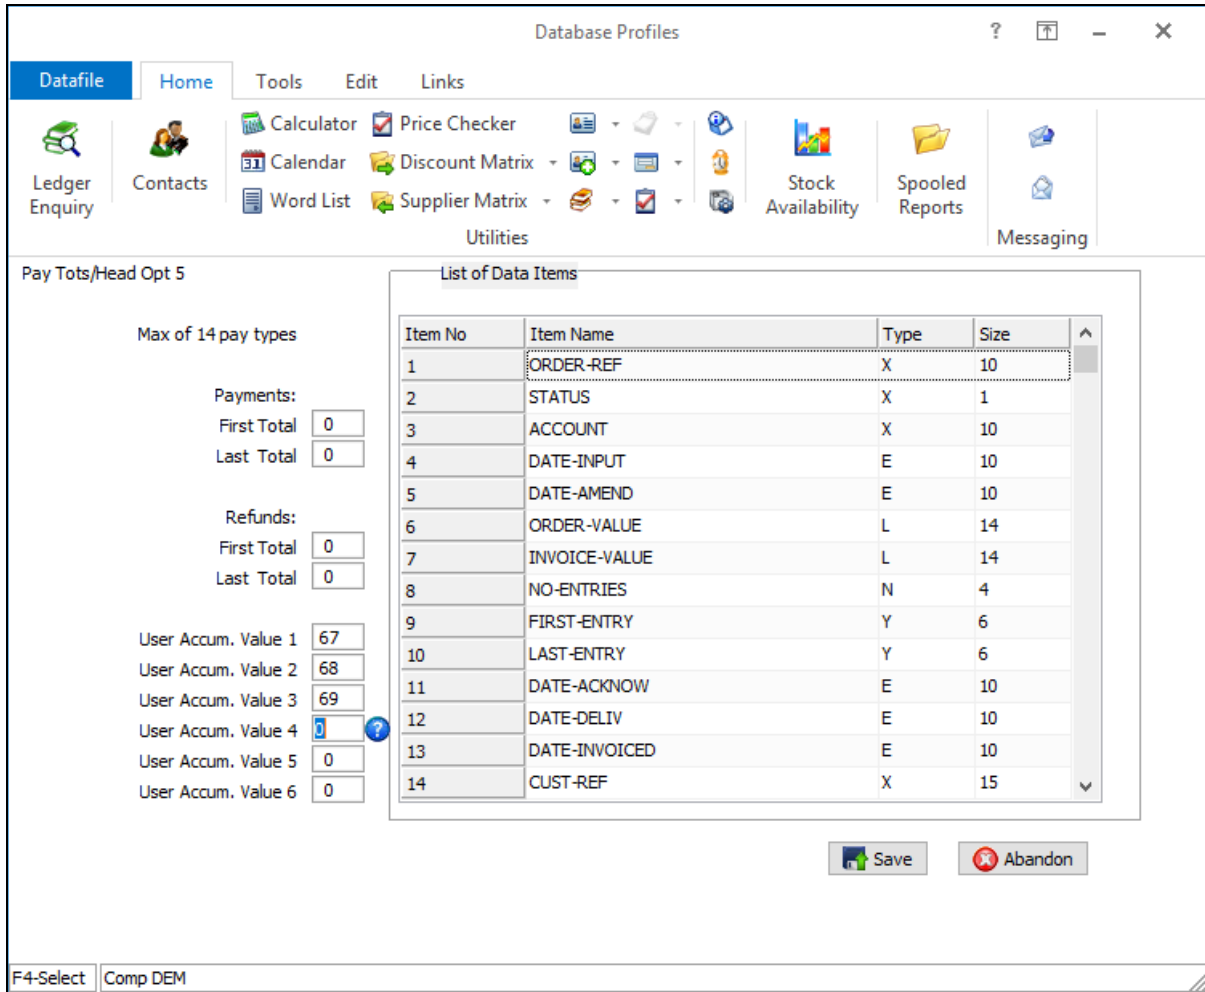 Database Profiles
Datafile Home Tools Edit Links
Calculator Price Checker
Calendar Discount Matrix
Word List Supplier Matrix
Ledger Enquiry
Contacts
Stock Availability
Spooled Reports
Utilities
Messaging
Pay Tots/Head Opt 5
Max of 14 pay types
Payments:
First Total 0
Last Total 0
Refunds:
First Total 0
Last Total 0
User Accum. Value 1 67
User Accum. Value 2 68
User Accum. Value 3 69
User Accum. Value 4 0
User Accum. Value 5 0
User Accum. Value 6 0
List of Data Items
Item No Item Name Type Size
1 ORDER-REF X 10
2 STATUS X 1
3 ACCOUNT X 10
4 DATE-INPUT E 10
5 DATE-AMEND E 10
6 ORDER-VALUE L 14
7 INVOICE-VALUE L 14
8 NO-ENTRIES N 4
9 FIRST-ENTRY Y 6
10 LAST-ENTRY Y 6
11 DATE-ACKNOW E 10
12 DATE-DELIV E 10
13 DATE-INVOICED E 10
14 CUST-REF X 15
Save Abandon
F4-Select Comp DEM